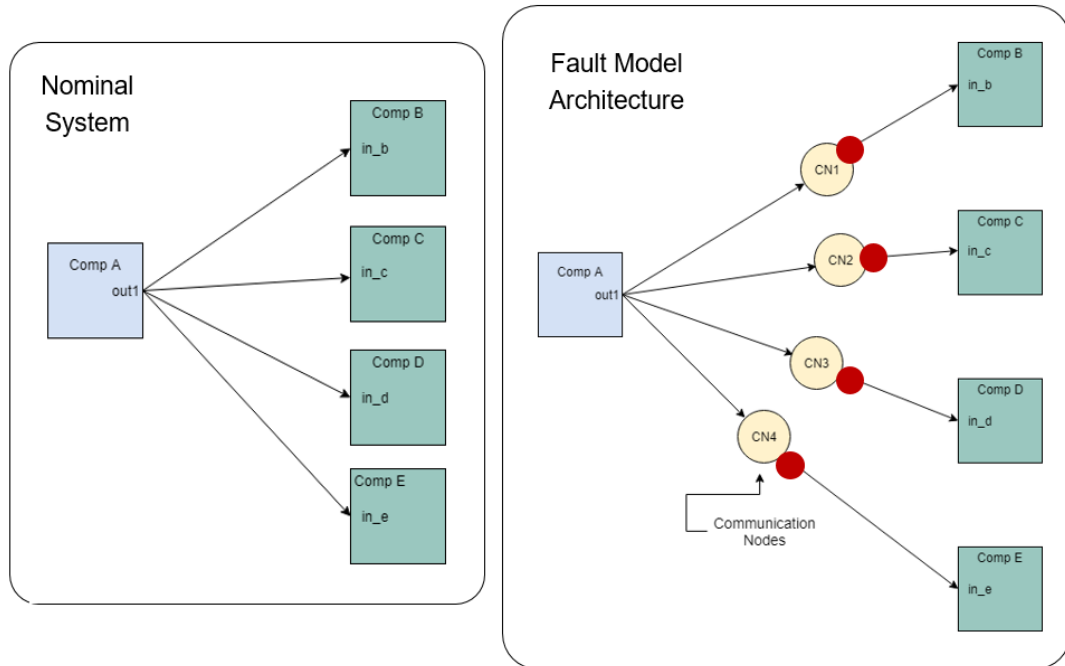 Nominal
System
Comp A
out1
Comp B
in_b
Comp C
in_c
Comp D
in_d
Comp E
in_e
Fault Model
Architecture
Comp A
out1
CN1
CN2
CN3
CN4
Communication
Nodes
Comp B
in_b
Comp C
in_c
Comp D
in_d
Comp E
in_e